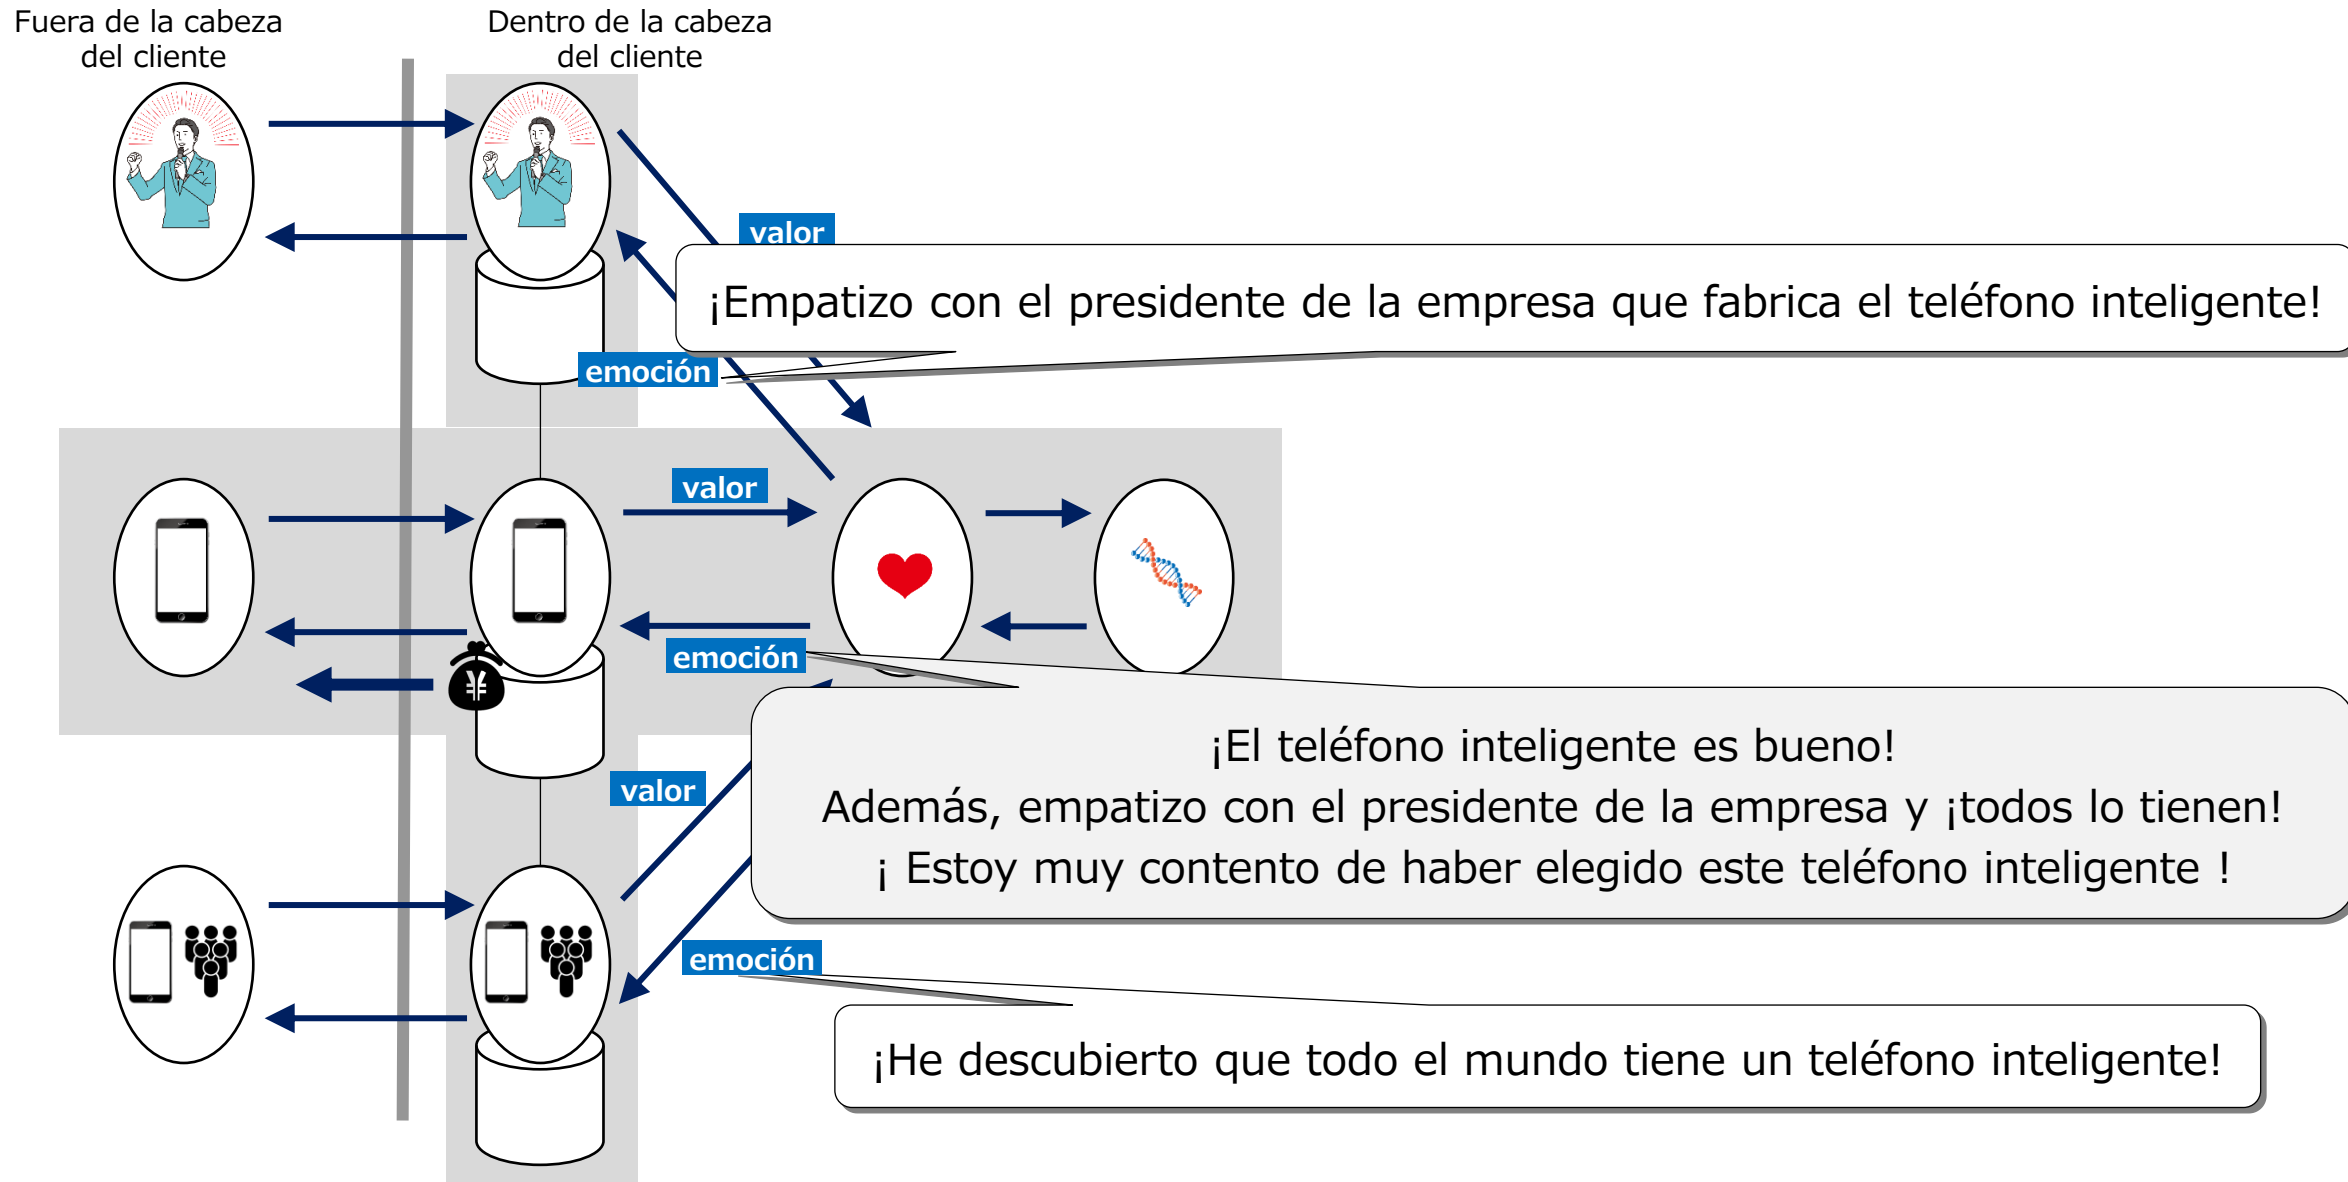 Fuera de la cabeza
del cliente
Dentro de la cabeza
del cliente
valor
¡Empatizo con el presidente de la empresa que fabrica el teléfono inteligente!
emoción
valor
emoción
¡El teléfono inteligente es bueno!
Además, empatizo con el presidente de la empresa y ¡todos lo tienen!
¡ Estoy muy contento de haber elegido este teléfono inteligente !
valor
emoción
¡He descubierto que todo el mundo tiene un teléfono inteligente!
¥